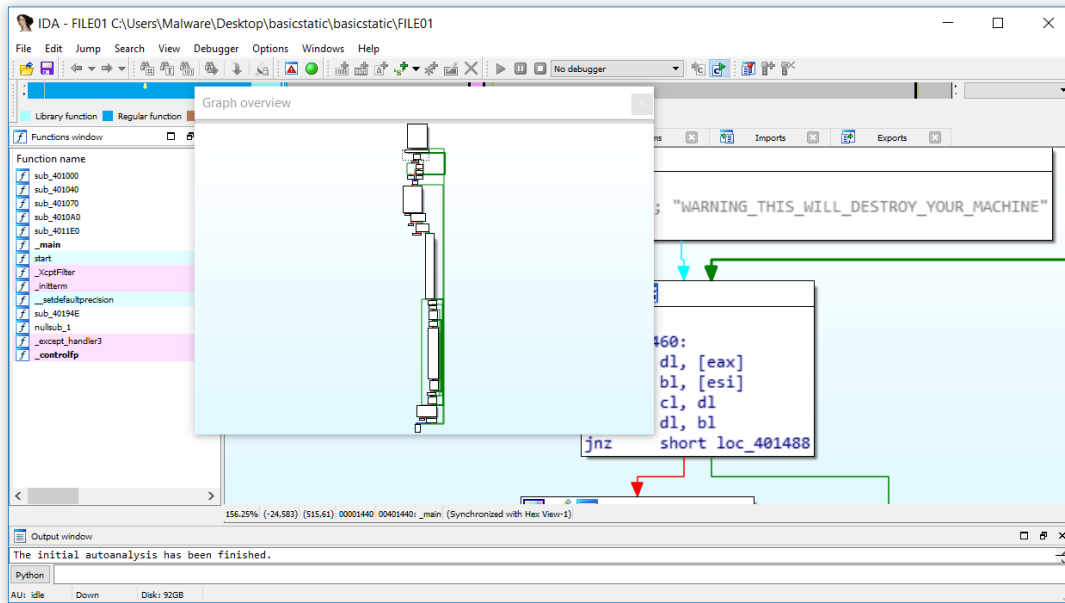 IDA - FILE01 C:\Users\Malware\Desktop\basicstatic\basicstatic\FILE01
File Edit Jump Search View Debugger Options Windows Help
No debugger
Graph overview
Library function Regular function
Functions window
Imports
Exports
Function name
sub_401000
sub_401040
sub_401070
sub_4010A0
sub_4011E0
_main
start
_XcptFilter
_initterm
__setdefaultprecision
sub_40194E
nullsub_1
_except_handler3
_controlfp
; "WARNING_THIS_WILL_DESTROY_YOUR_MACHINE"
460:
dl, [eax]
bl, [esi]
cl, dl
dl, bl
jnz short loc_401488
156.25% (-24,583) (515,61) 00001440 00401440: _main (Synchronized with Hex View-1)
Output window
The initial autoanalysis has been finished.
Python
AU: idle Down Disk: 92GB